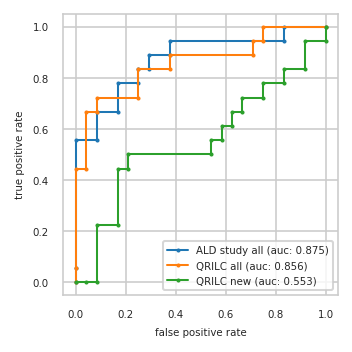 1.0
0.8
0.6
0.4
0.2
0.0
true positive rate
ALD study all (auc: 0.875)
QRILC all (auc: 0.856)
QRILC new (auc: 0.553)
0.0 0.2 0.4 0.6 0.8 1.0
false positive rate